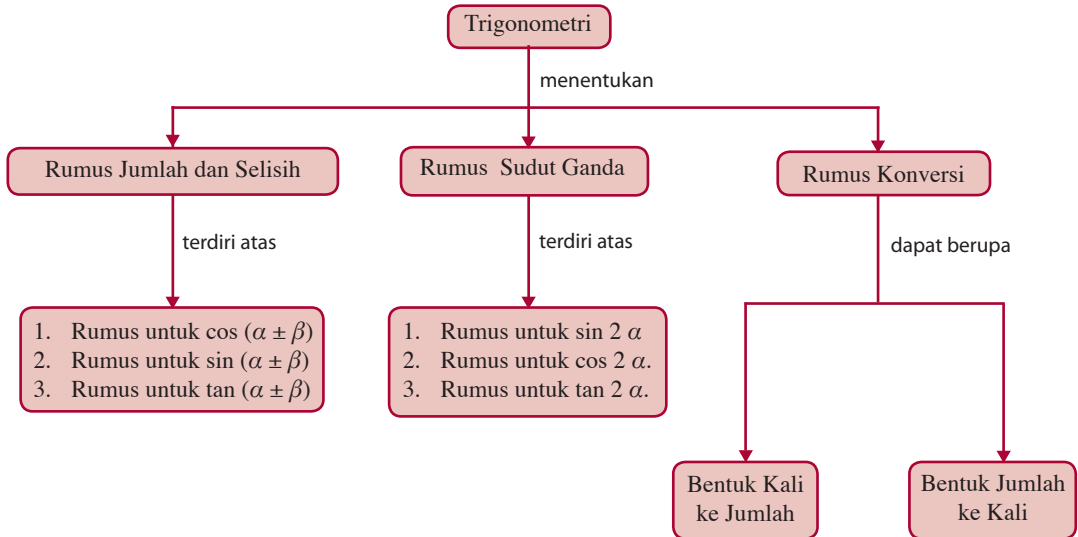 Trigonometri
menentukan
Rumus Jumlah dan Selisih
Rumus Sudut Ganda
Rumus Konversi
terdiri atas
terdiri atas
dapat berupa
1. Rumus untuk cos (α ± β)
2. Rumus untuk sin (α ± β)
3. Rumus untuk tan (α ± β)
1. Rumus untuk sin 2 α
2. Rumus untuk cos 2 α.
3. Rumus untuk tan 2 α.
Bentuk Kali
ke Jumlah
Bentuk Jumlah
ke Kali